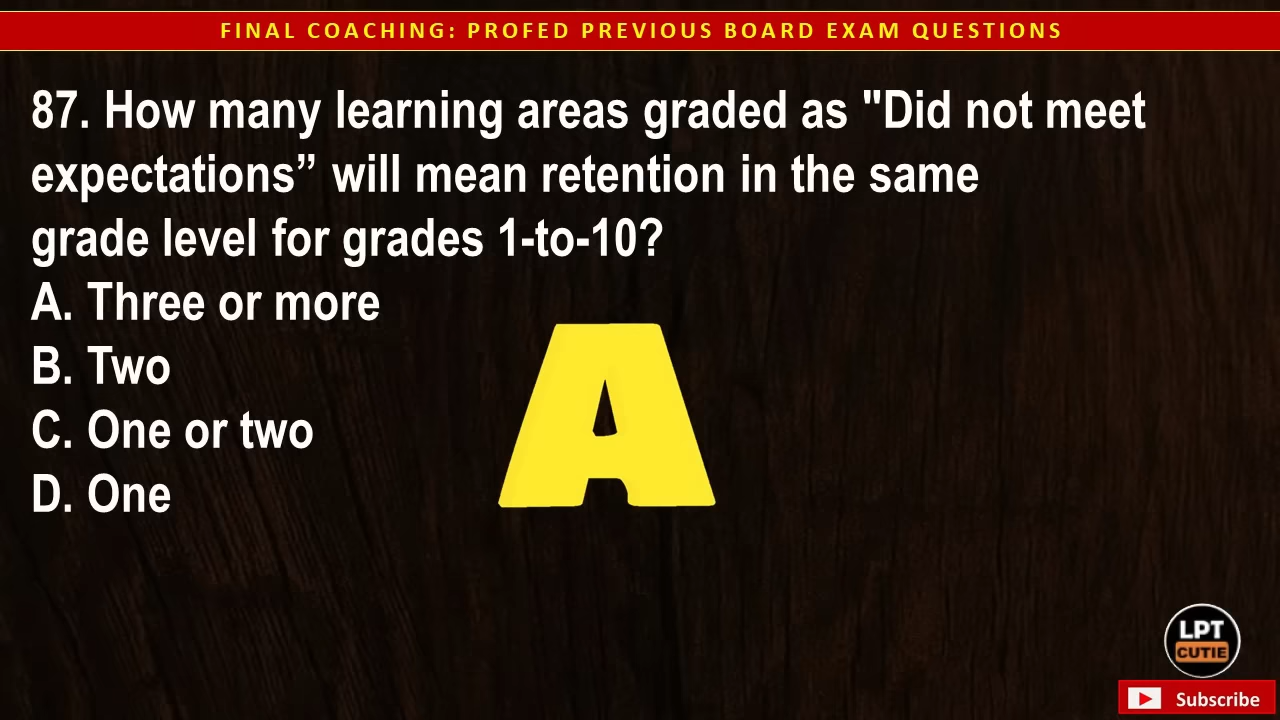 FINAL COACHING: PROFED PREVIOUS BOARD EXAM QUESTIONS
87. How many learning areas graded as "Did not meet
expectations” will mean retention in the same
grade level for grades 1-to-10?
A. Three or more
B. Two
C. One or two
D. One
A
LPT
CUTIE
Subscribe